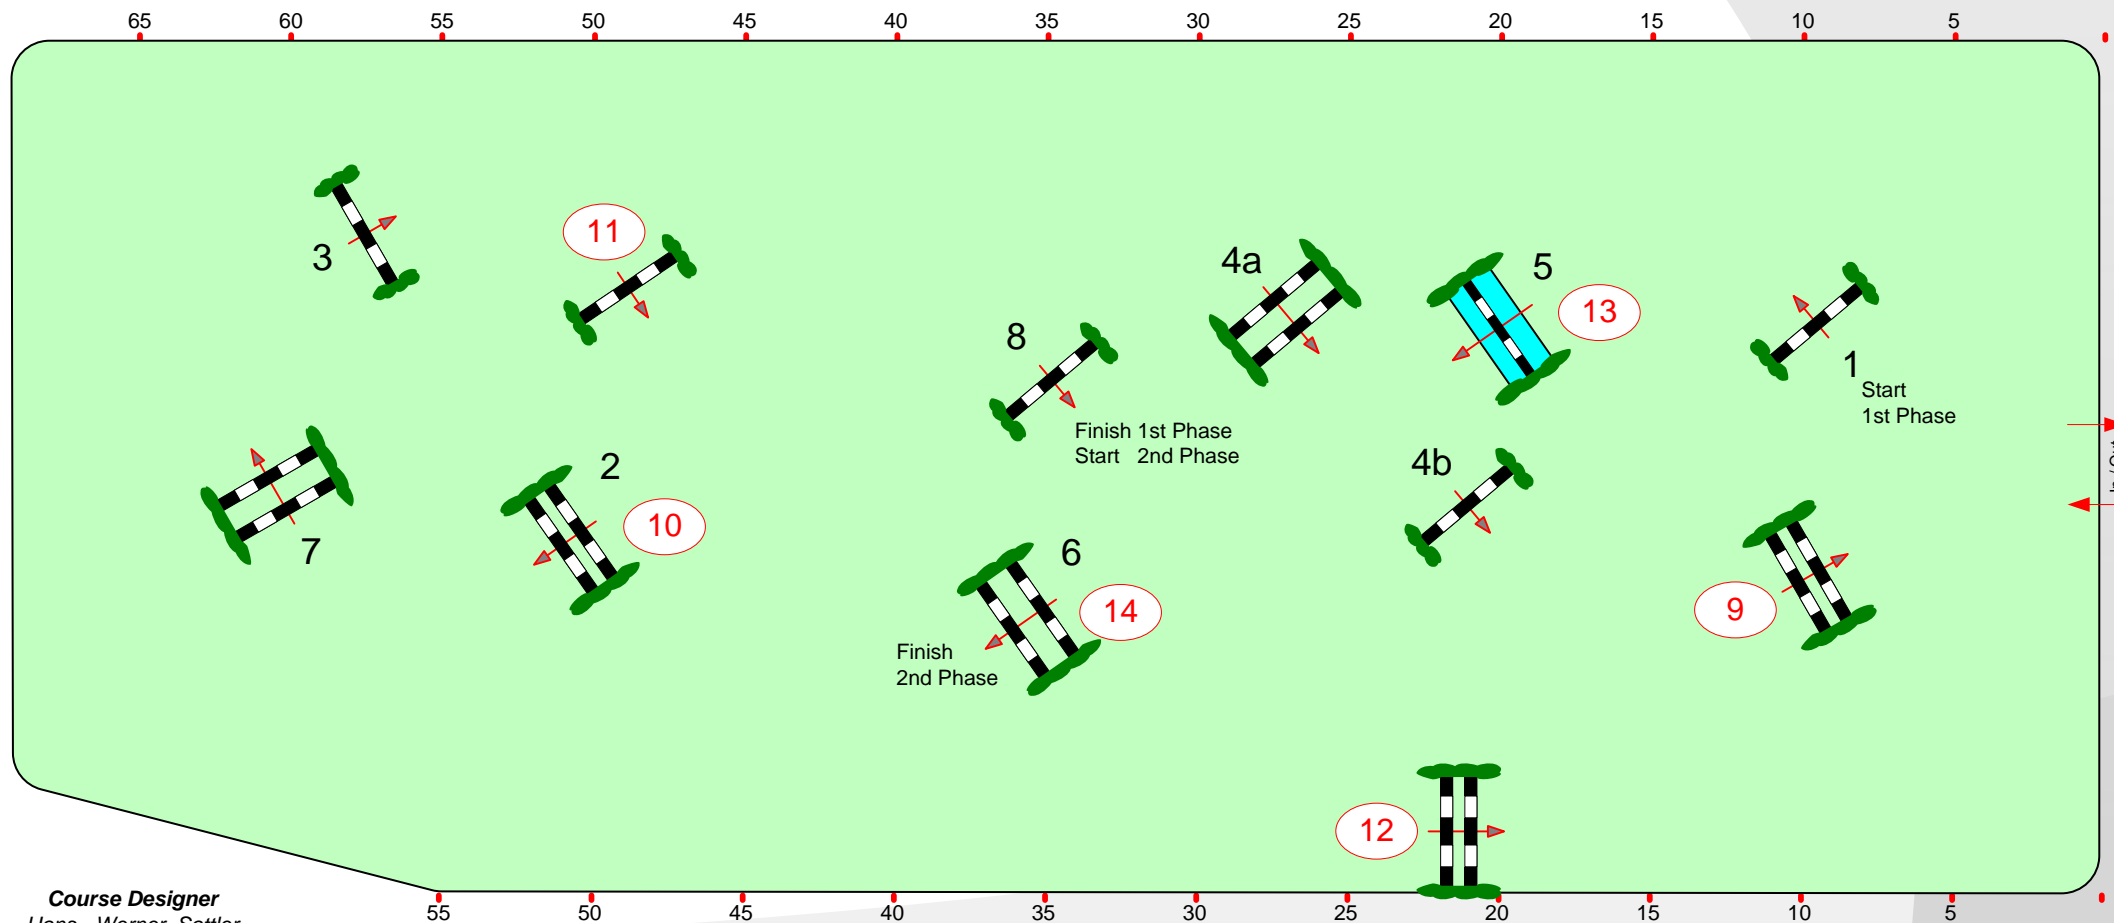 65 60 55 50 45 40 35 30 25 20 15 10 5
3
11
4a
5
13
8
1
Start
1st Phase
Finish 1st Phase
Start 2nd Phase
2
4b
10
7
6
14
9
Finish
2nd Phase
12
Course Designer
55 50 45 40 35 30 25 20 15 10 5